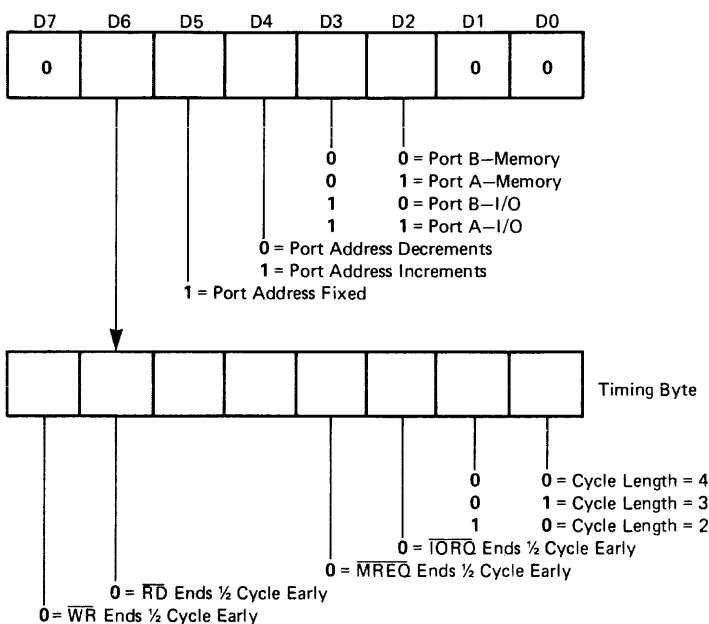 D7 D6 D5 D4 D3 D2 D1 D0
0 0 0
0 0 = Port B—Memory
0 1 = Port A—Memory
1 0 = Port B—I/O
1 1 = Port A—I/O
0 = Port Address Decrements
1 = Port Address Increments
1 = Port Address Fixed
Timing Byte
0 0 = Cycle Length = 4
0 1 = Cycle Length = 3
1 0 = Cycle Length = 2
0 = I̅O̅R̅Q̅ Ends ½ Cycle Early
0 = M̅R̅E̅Q̅ Ends ½ Cycle Early
0 = R̅D̅ Ends ½ Cycle Early
0 = W̅R̅ Ends ½ Cycle Early